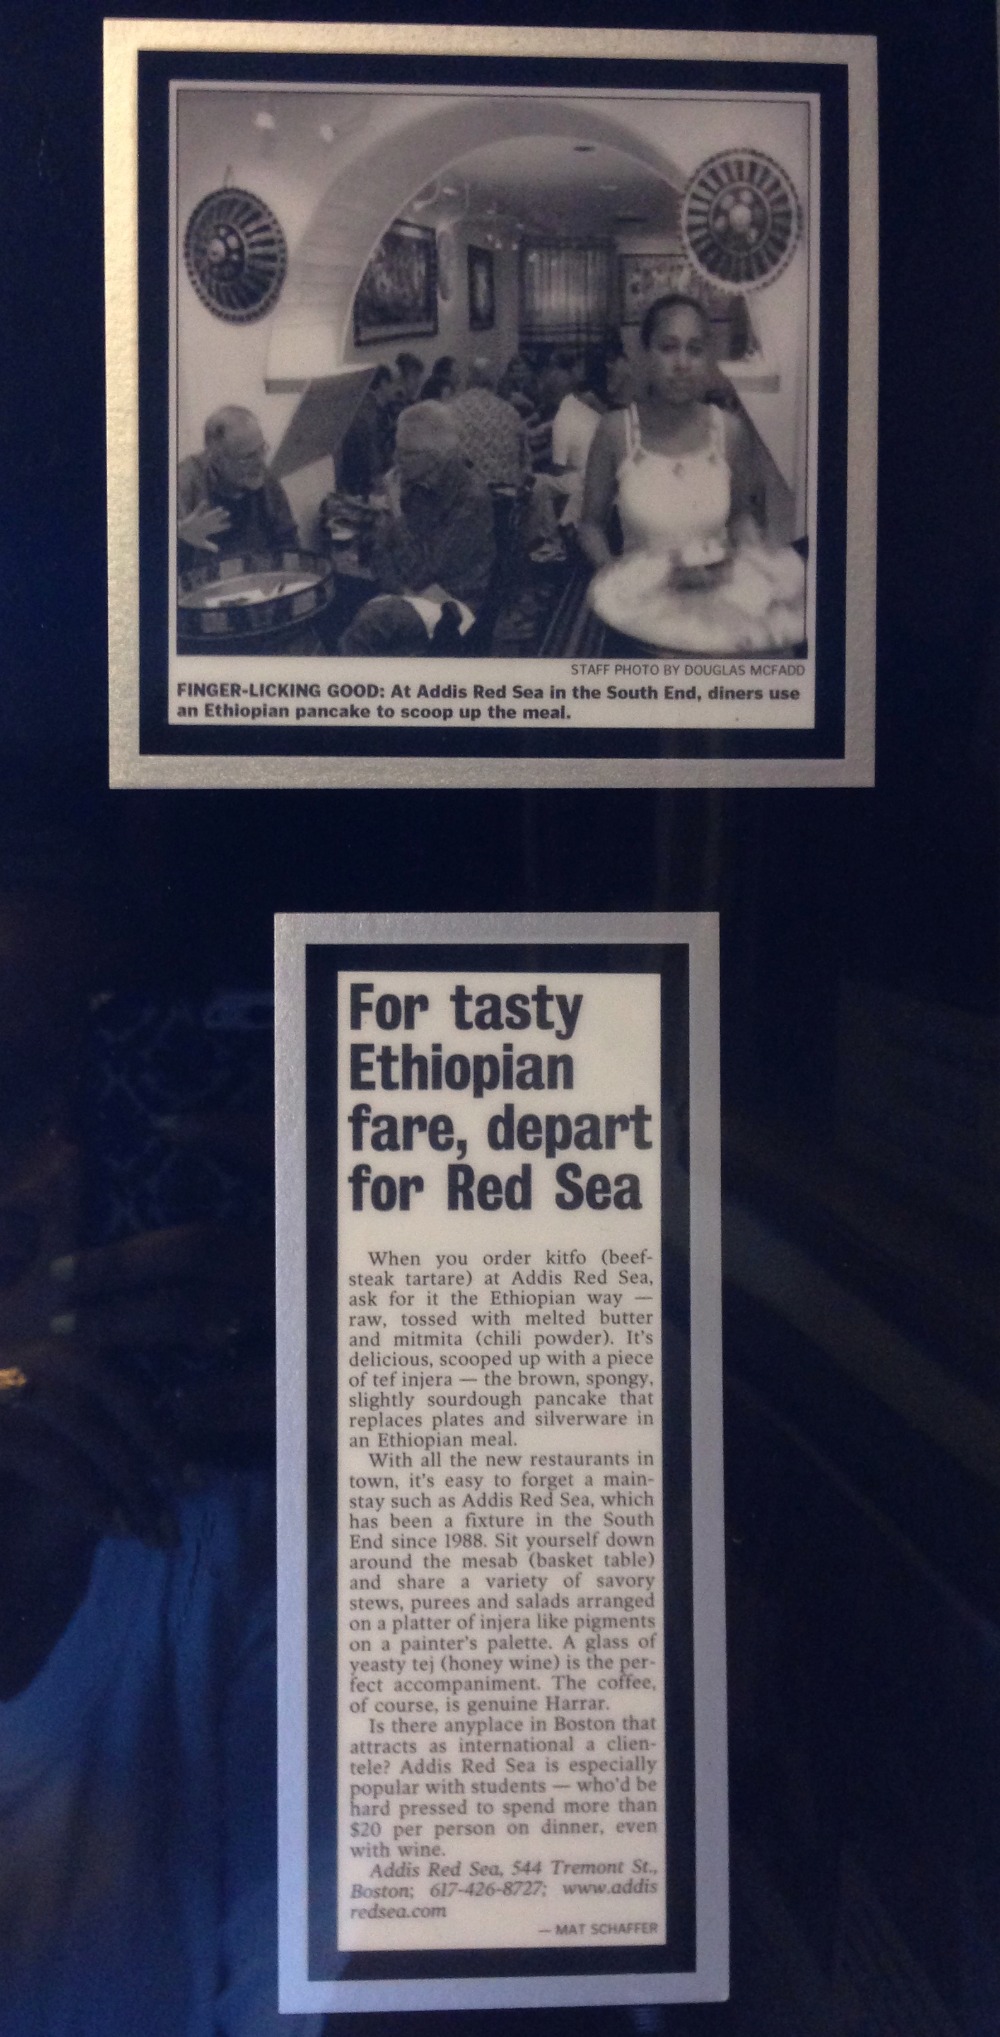 STAFF PHOTO BY DOUGLAS MCFADD
FINGER-LICKING GOOD: At Addis Red Sea in the South End, diners use
an Ethiopian pancake to scoop up the meal.
For tasty
Ethiopian
fare, depart
for Red Sea
When you order kitfo (beef-
steak tartare) at Addis Red Sea,
ask for it the Ethiopian way —
raw, tossed with melted butter
and mitmita (chili powder). It's
delicious, scooped up with a piece
of tef injera — the brown, spongy,
slightly sourdough pancake that
replaces plates and silverware in
an Ethiopian meal.
With all the new restaurants in
town, it's easy to forget a main-
stay such as Addis Red Sea, which
has been a fixture in the South
End since 1988. Sit yourself down
around the mesab (basket table)
and share a variety of savory
stews, purees and salads arranged
on a platter of injera like pigments
on a painter's palette. A glass of
yeasty tej (honey wine) is the per-
fect accompaniment. The coffee,
of course, is genuine Harrar.
Is there anyplace in Boston that
attracts as international a clien-
tele? Addis Red Sea is especially
popular with students — who'd be
hard pressed to spend more than
$20 per person on dinner, even
with wine.
Addis Red Sea, 544 Tremont St.,
Boston; 617-426-8727; www.addis
redsea.com
— MAT SCHAFFER